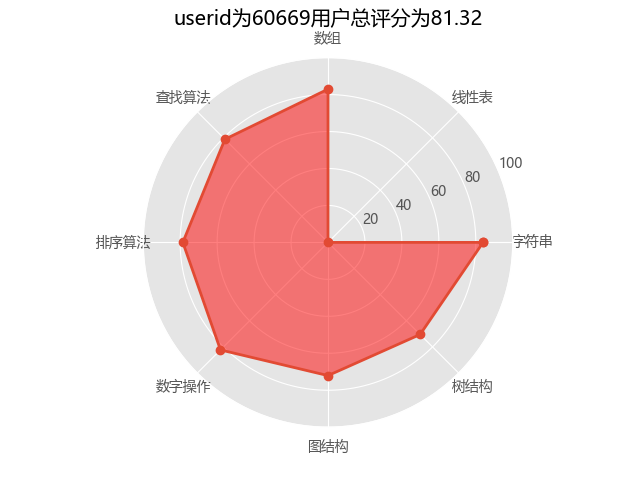 userid为60669用户总评分为81.32
数组
查找算法
线性表
100
80
60
40
20
排序算法
字符串
数字操作
树结构
图结构